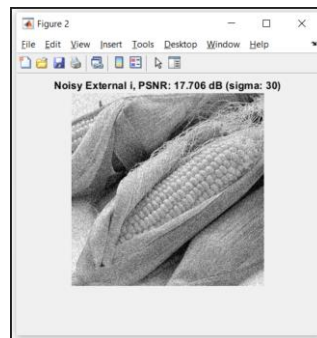 Figure 2
File Edit View Insert Tools Desktop Window Help
Noisy External i, PSNR: 17.706 dB (sigma: 30)